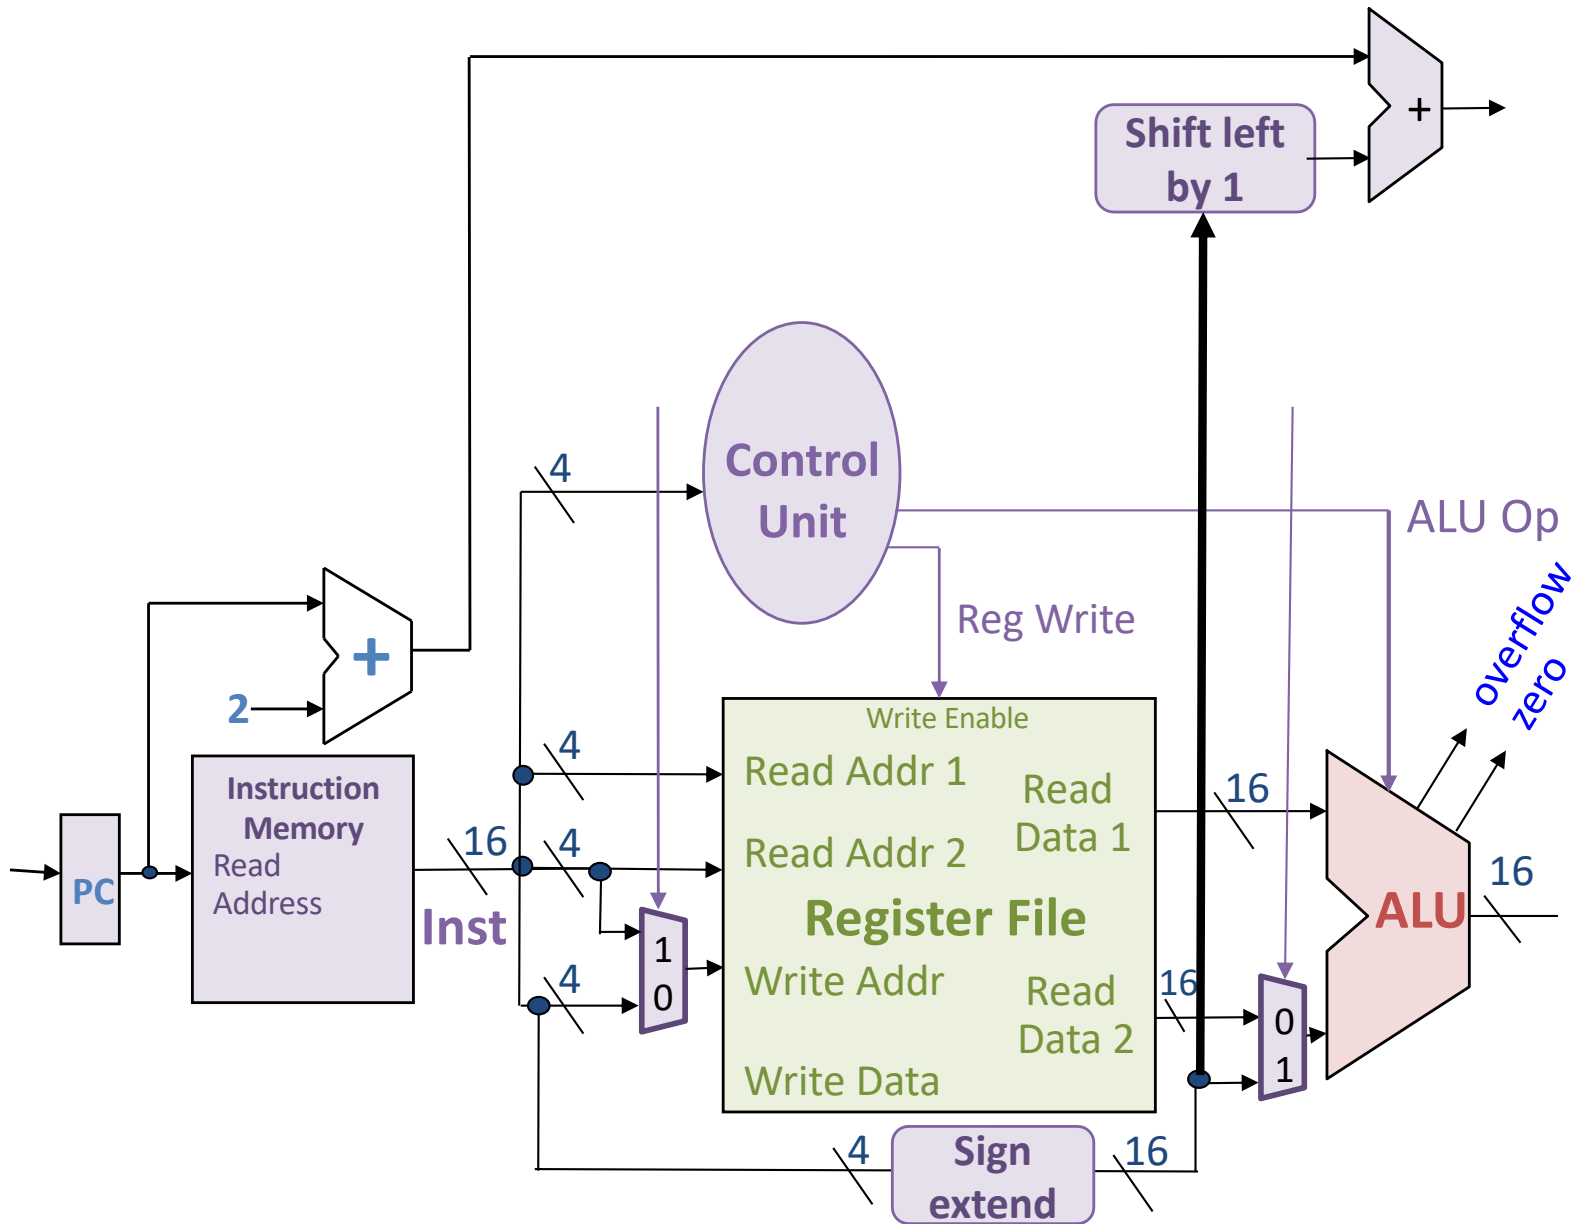 +
Shift left
by 1
4
Control
Unit
ALU Op
Reg Write
overflow
zero
+
2
Write Enable
4
Read Addr 1
Read
Data 1
16
Instruction
Memory
Read
Address
16
4
Read Addr 2
PC
Inst
Register File
ALU
16
1
0
4
Write Addr
Read
Data 2
16
0
1
Write Data
4
Sign
extend
16